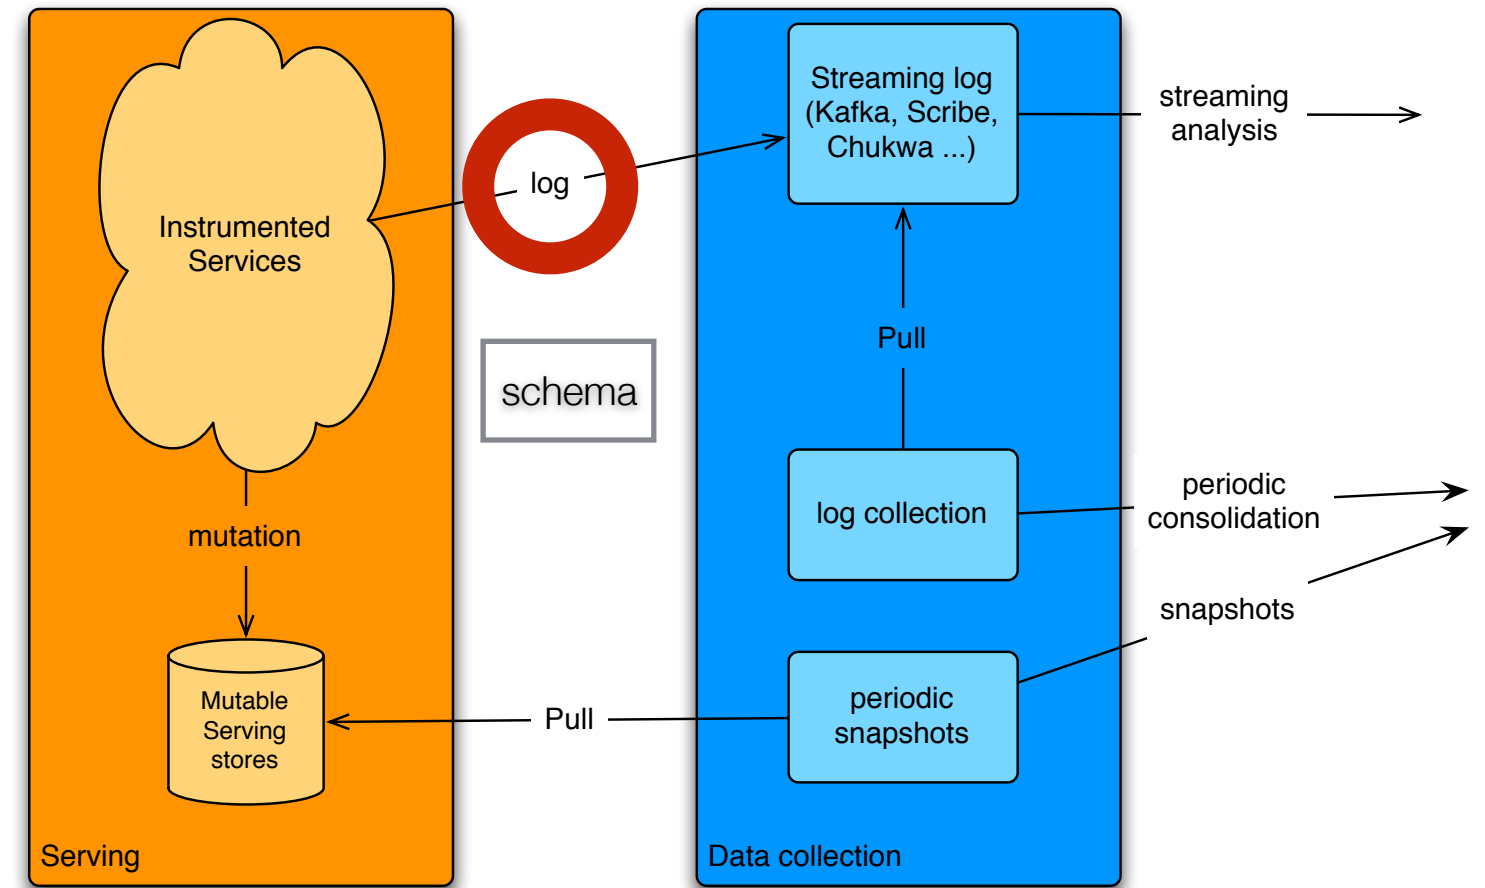 Instrumented
Services
log
Streaming log
(Kafka, Scribe,
Chukwa ...)
streaming
analysis
Pull
schema
mutation
log collection
periodic
consolidation
snapshots
Mutable
Serving
stores
Pull
periodic
snapshots
Serving
Data collection